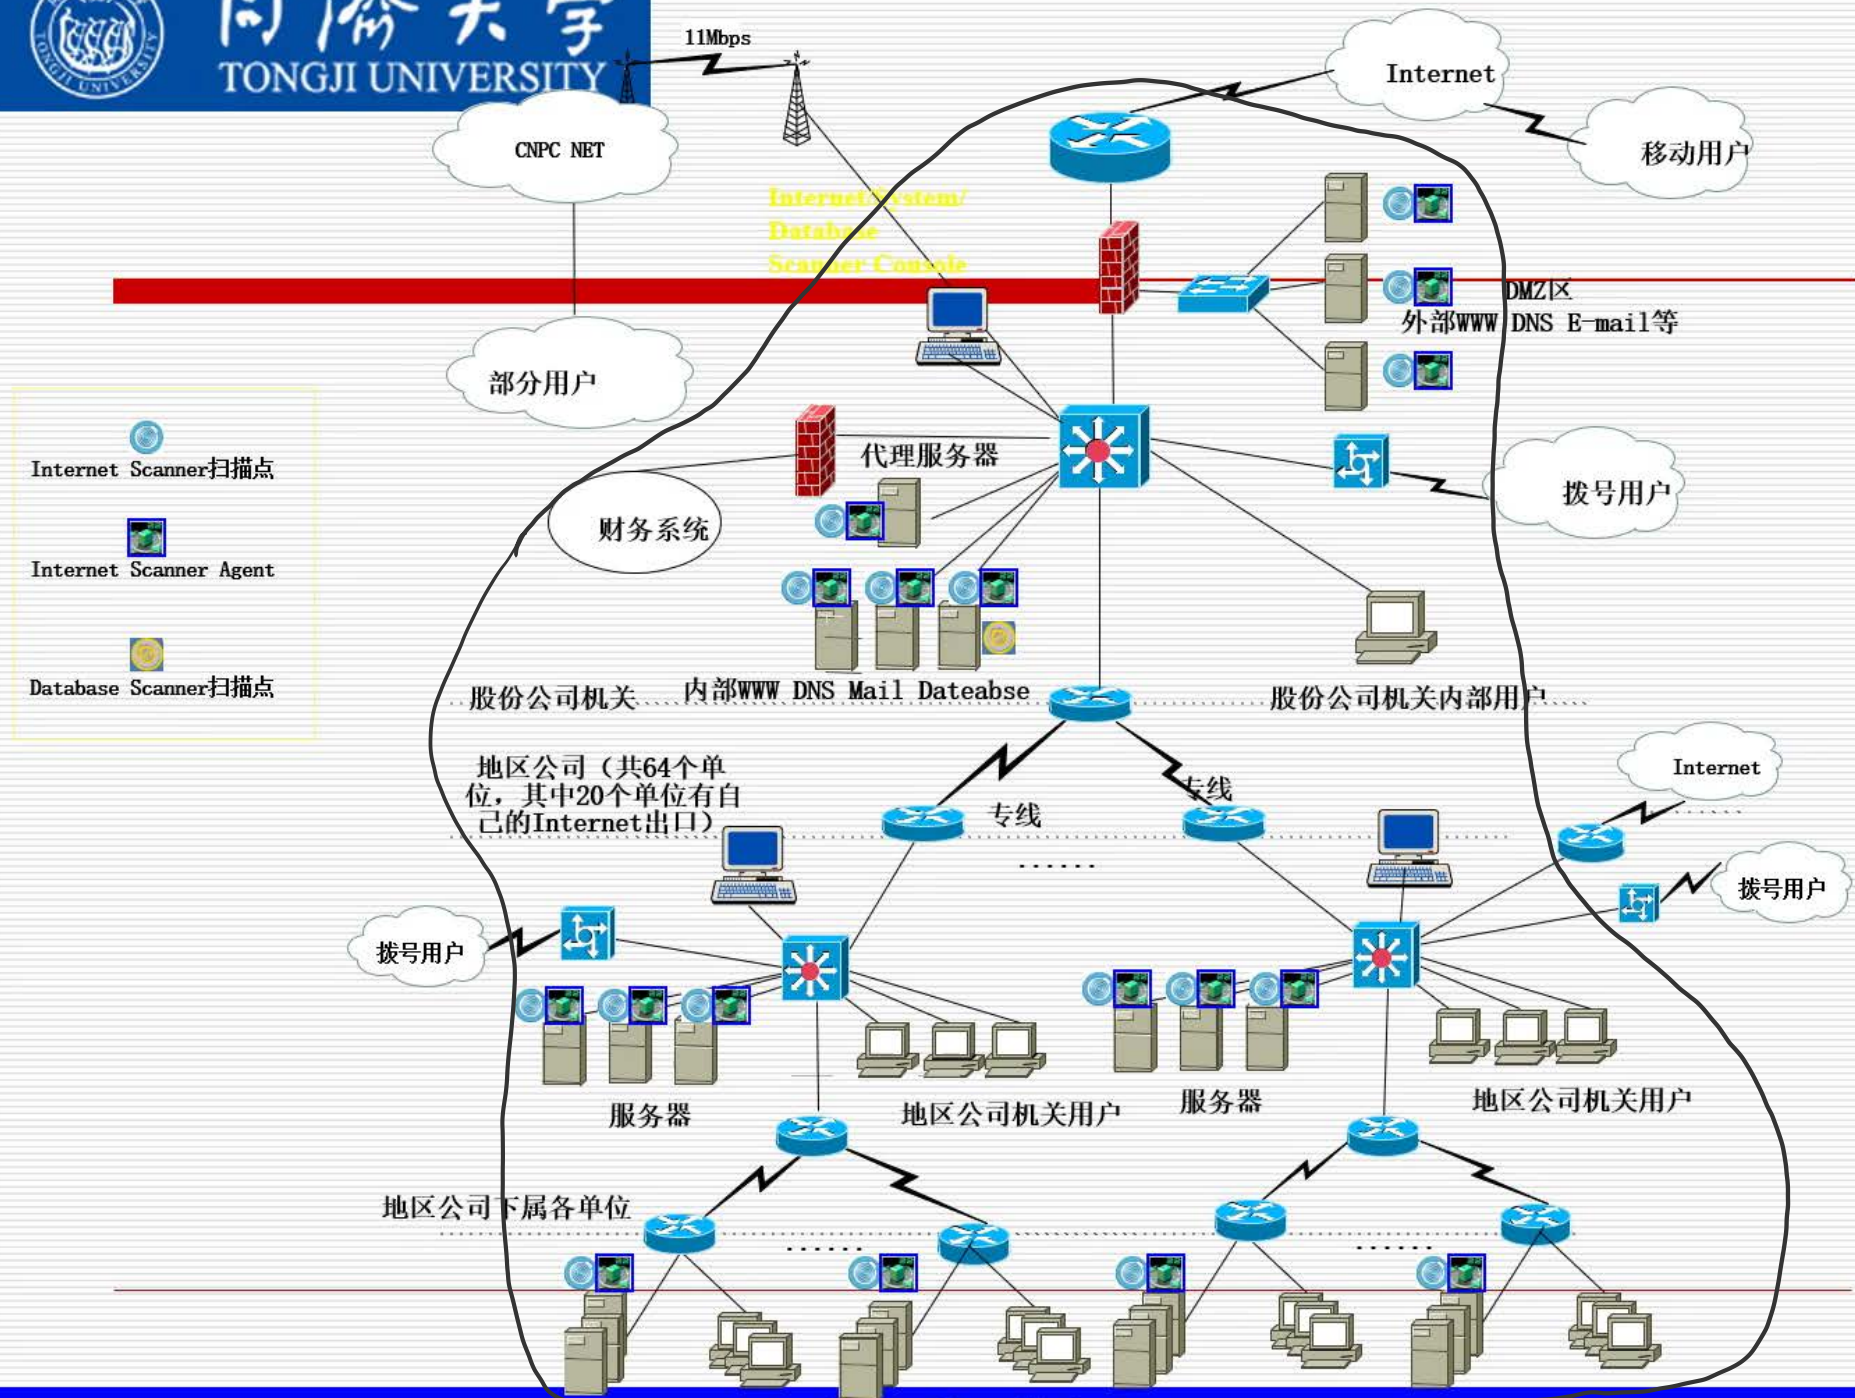 同济大学
TONGJI UNIVERSITY
11Mbps
Internet
CNPC NET
移动用户
Internet/System/
Database
Scanner Console
DMZ区
外部WWW DNS E-mail等
部分用户
Internet Scanner扫描点
代理服务器
拨号用户
财务系统
Internet Scanner Agent
Database Scanner扫描点
股份公司机关
内部WWW DNS Mail Dateabse
股份公司机关内部用户
地区公司（共64个单
位，其中20个单位有自
己的Internet出口）
专线
专线
Internet
······
拨号用户
拨号用户
服务器
地区公司机关用户
服务器
地区公司机关用户
地区公司下属各单位
······
······